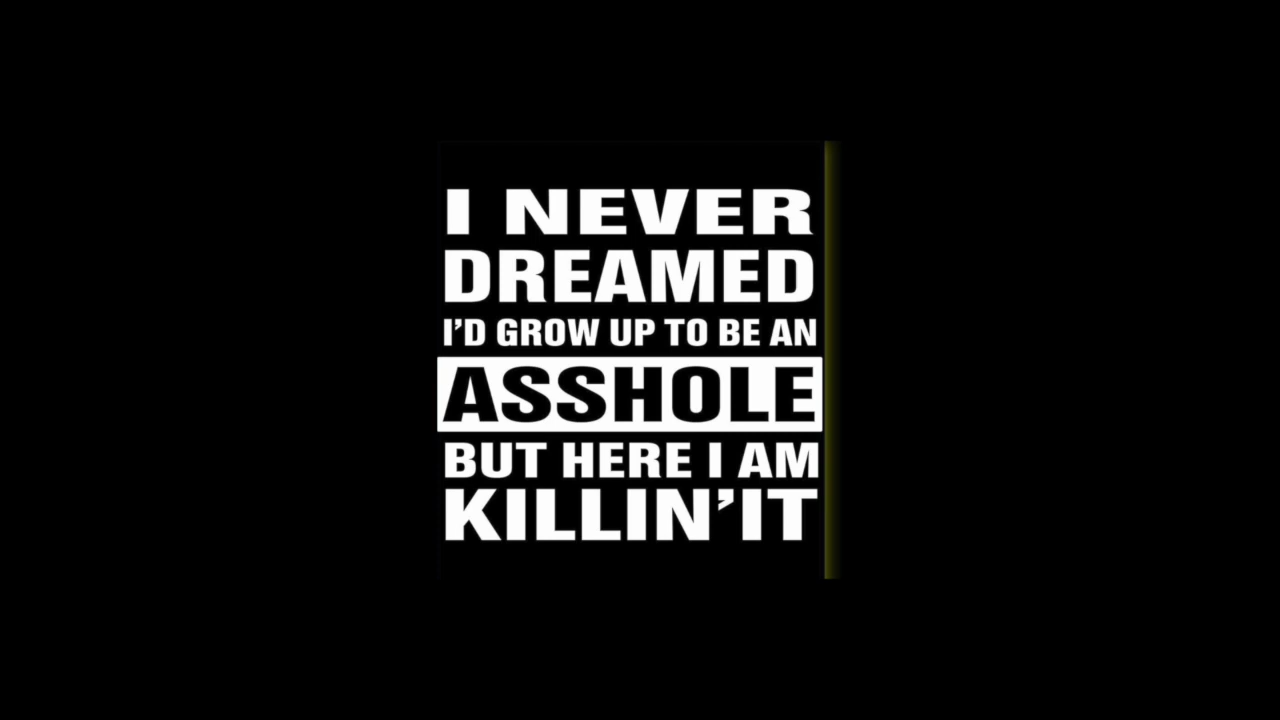 I NEVER
DREAMED
I'D GROW UP TO BE AN
ASSHOLE
BUT HERE I AM
KILLIN'IT